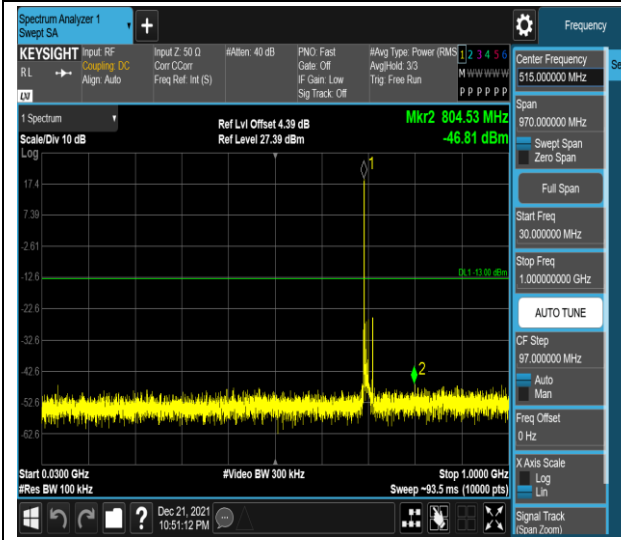 Spectrum Analyzer 1
Swept SA
+
Frequency
KEYSIGHT
RL
LXI
Input: RF
Coupling: DC
Align: Auto
Input Z: 50 Ω
Corr CCorr
Freq Ref: Int (S)
#Atten: 40 dB
PNO: Fast
Gate: Off
IF Gain: Low
Sig Track: Off
#Avg Type: Power (RMS
Avg|Hold: 3/3
Trig: Free Run
1 2 3 4 5 6
M W W W W W
P P P P P P
1 Spectrum
Scale/Div 10 dB
Log
Ref Lvl Offset 4.39 dB
Ref Level 27.39 dBm
Mkr2 804.53 MHz
-46.81 dBm
1
17.4
7.39
-2.61
-12.6
DL1 -13.00 dBm
-22.6
-32.6
-42.6
2
-52.6
-62.6
Start 0.0300 GHz
#Res BW 100 kHz
#Video BW 300 kHz
Stop 1.0000 GHz
Sweep ~93.5 ms (10000 pts)
?
Dec 21, 2021
10:51:12 PM
Center Frequency
515.000000 MHz
Se
Span
970.000000 MHz
Swept Span
Zero Span
Full Span
Start Freq
30.000000 MHz
Stop Freq
1.000000000 GHz
AUTO TUNE
CF Step
97.000000 MHz
Auto
Man
Freq Offset
0 Hz
X Axis Scale
Log
Lin
Signal Track
(Span Zoom)